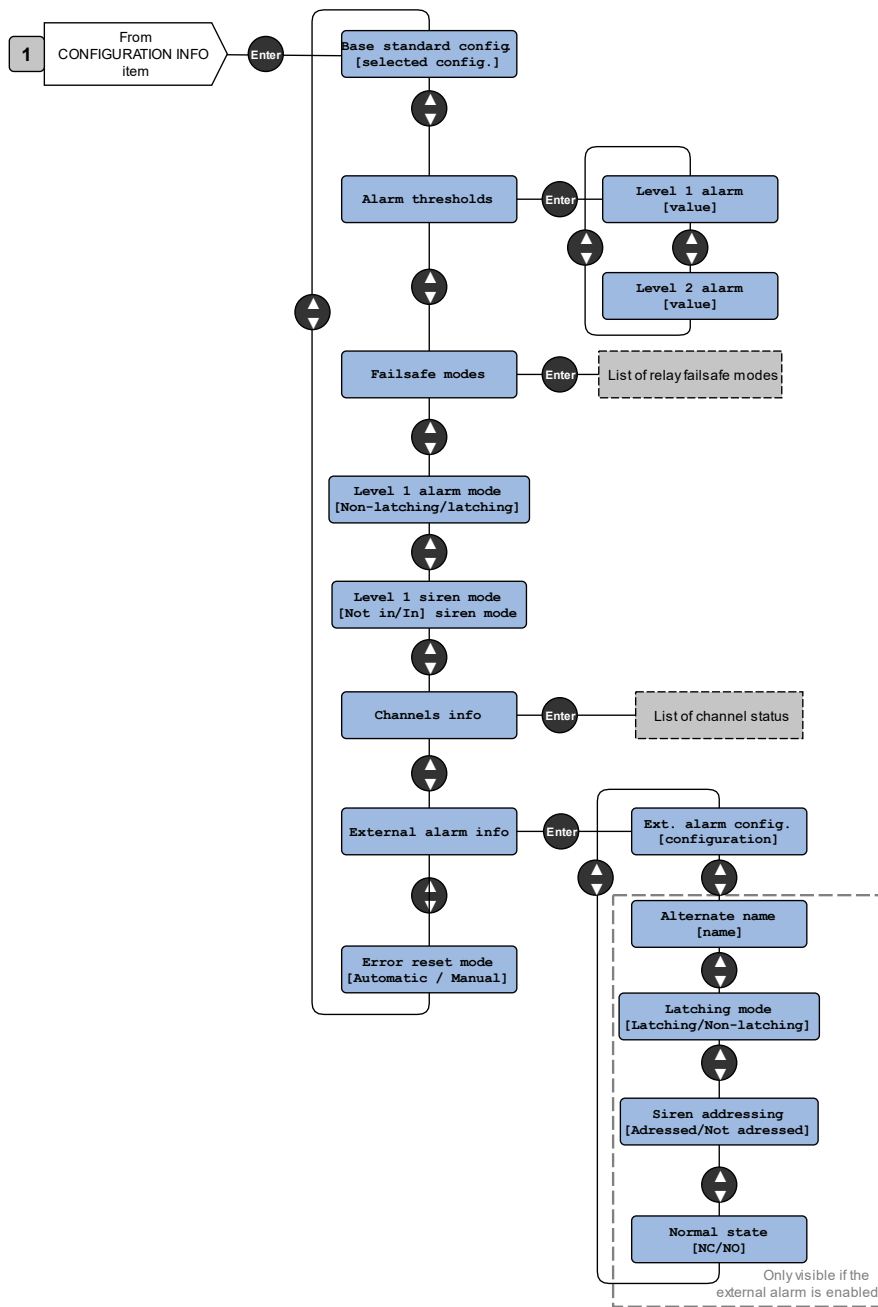 1
From
CONFIGURATION INFO
item
Enter
Base standard config.
[selected config.]
Alarm thresholds
Enter
Level 1 alarm
[value]
Level 2 alarm
[value]
Failsafe modes
Enter
List of relay failsafe modes
Level 1 alarm mode
[Non-latching/latching]
Level 1 siren mode
[Not in/In] siren mode
Channels info
Enter
List of channel status
External alarm info
Enter
Ext. alarm config.
[configuration]
Alternate name
[name]
Latching mode
[Latching/Non-latching]
Siren addressing
[Adressed/Not adressed]
Normal state
[NC/NO]
Error reset mode
[Automatic / Manual]
Only visible if the
external alarm is enabled